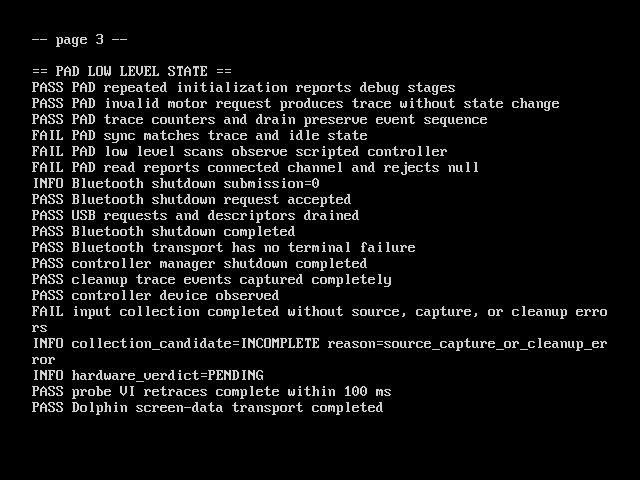 -- page 3 --
== PAD LOW LEVEL STATE ==
PASS PAD repeated initialization reports debug stages
PASS PAD invalid motor request produces trace without state change
PASS PAD trace counters and drain preserve event sequence
FAIL PAD sync matches trace and idle state
FAIL PAD low level scans observe scripted controller
FAIL PAD read reports connected channel and rejects null
INFO Bluetooth shutdown submission=0
PASS Bluetooth shutdown request accepted
PASS USB requests and descriptors drained
PASS Bluetooth shutdown completed
PASS Bluetooth transport has no terminal failure
PASS controller manager shutdown completed
PASS cleanup trace events captured completely
PASS controller device observed
FAIL input collection completed without source, capture, or cleanup erro
rs
INFO collection_candidate=INCOMPLETE reason=source_capture_or_cleanup_er
ror
INFO hardware_verdict=PENDING
PASS probe VI retraces complete within 100 ms
PASS Dolphin screen-data transport completed